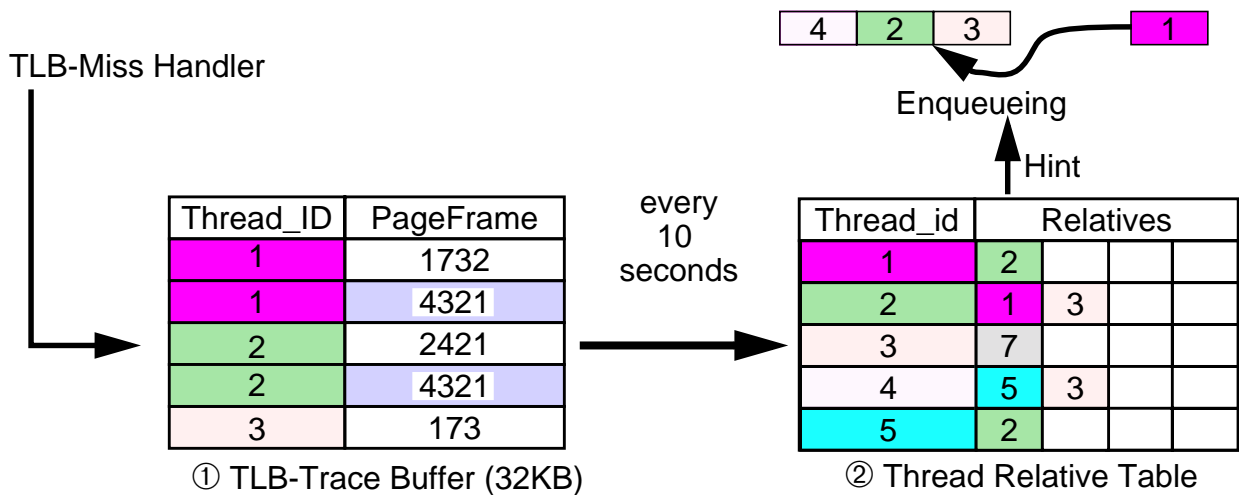 4 2 3 1
TLB-Miss Handler
Enqueueing
Hint
every
10
seconds
Thread_ID PageFrame
1 1732
1 4321
2 2421
2 4321
3 173
① TLB-Trace Buffer (32KB)
Thread_id Relatives
1 2
2 1 3
3 7
4 5 3
5 2
② Thread Relative Table